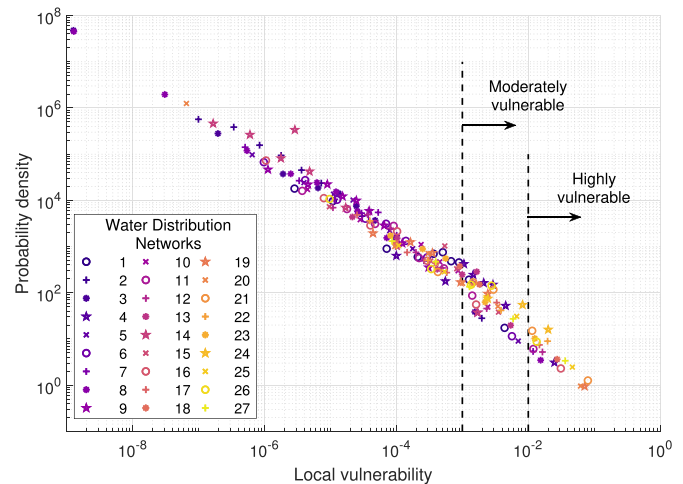 10^8
10^6
10^4
10^2
10^0
Probability density
Moderately
vulnerable
Highly
vulnerable
Water Distribution
Networks
1 10 19
2 11 20
3 12 21
4 13 22
5 14 23
6 15 24
7 16 25
8 17 26
9 18 27
10^-8 10^-6 10^-4 10^-2 10^0
Local vulnerability